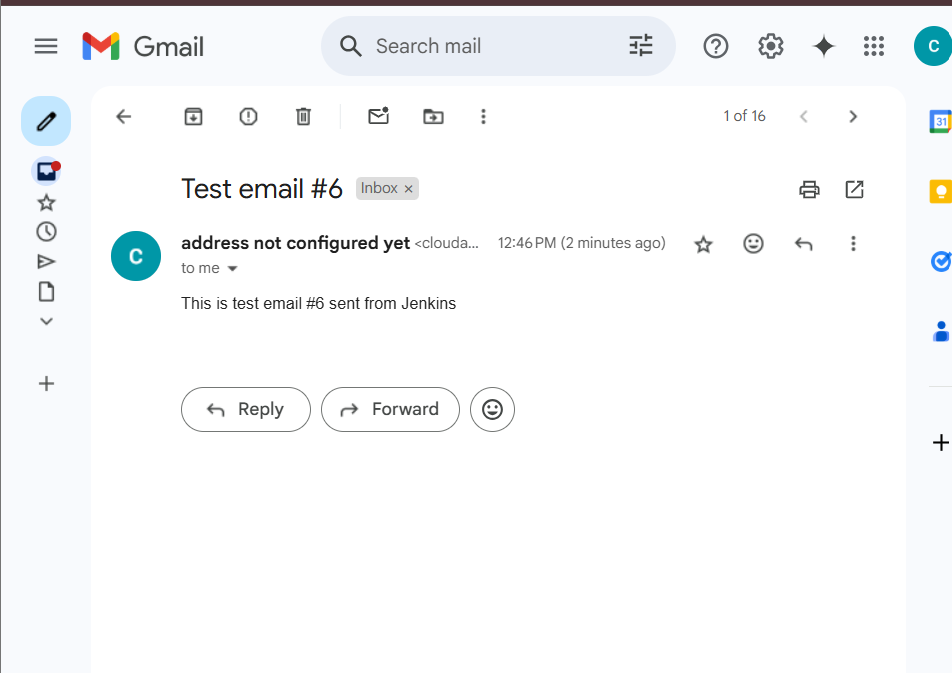 Gmail
Search mail
C
1 of 16
31
Test email #6 Inbox ×
C
address not configured yet <clouda... 12:46 PM (2 minutes ago)
to me
This is test email #6 sent from Jenkins
Reply Forward